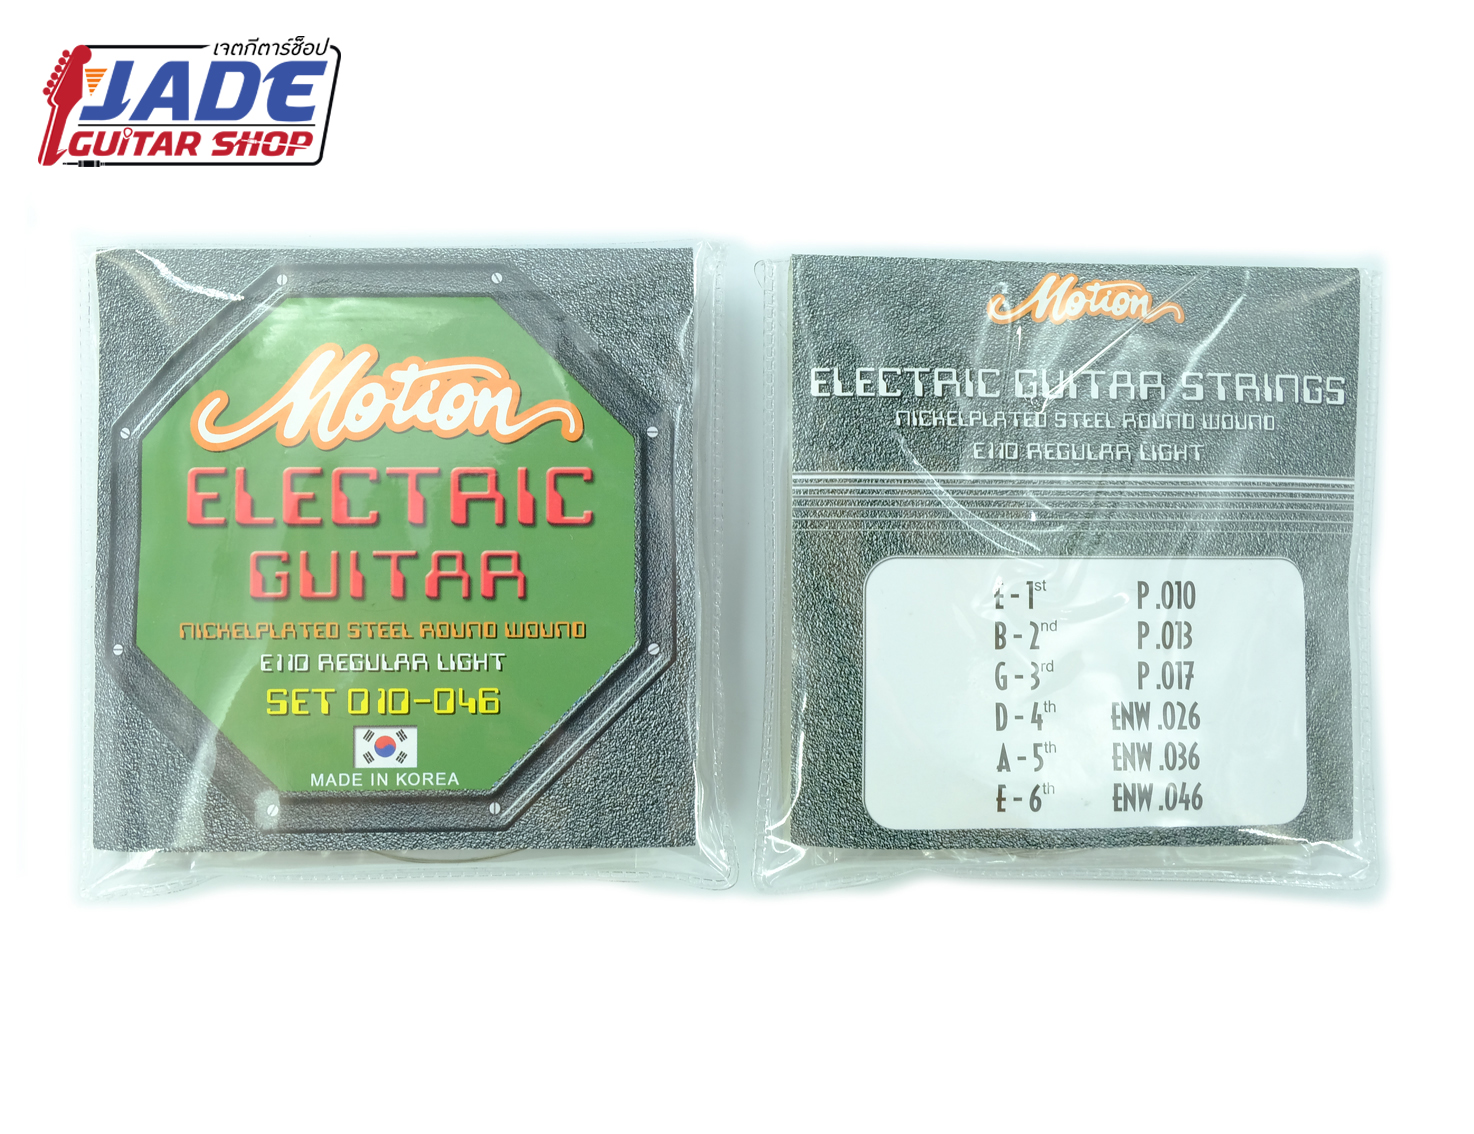 เจตกีตาร์ช็อป
JADE
GUITAR SHOP
Motion
ELECTRIC
GUITAR
NICKELPLATED STEEL ROUND WOUND
E110 REGULAR LIGHT
SET 010-046
MADE IN KOREA
Motion
ELECTRIC GUITAR STRINGS
NICKELPLATED STEEL ROUND WOUND
E110 REGULAR LIGHT
E - 1st P .010
B - 2nd P .013
G - 3rd P .017
D - 4th ENW .026
A - 5th ENW .036
E - 6th ENW .046